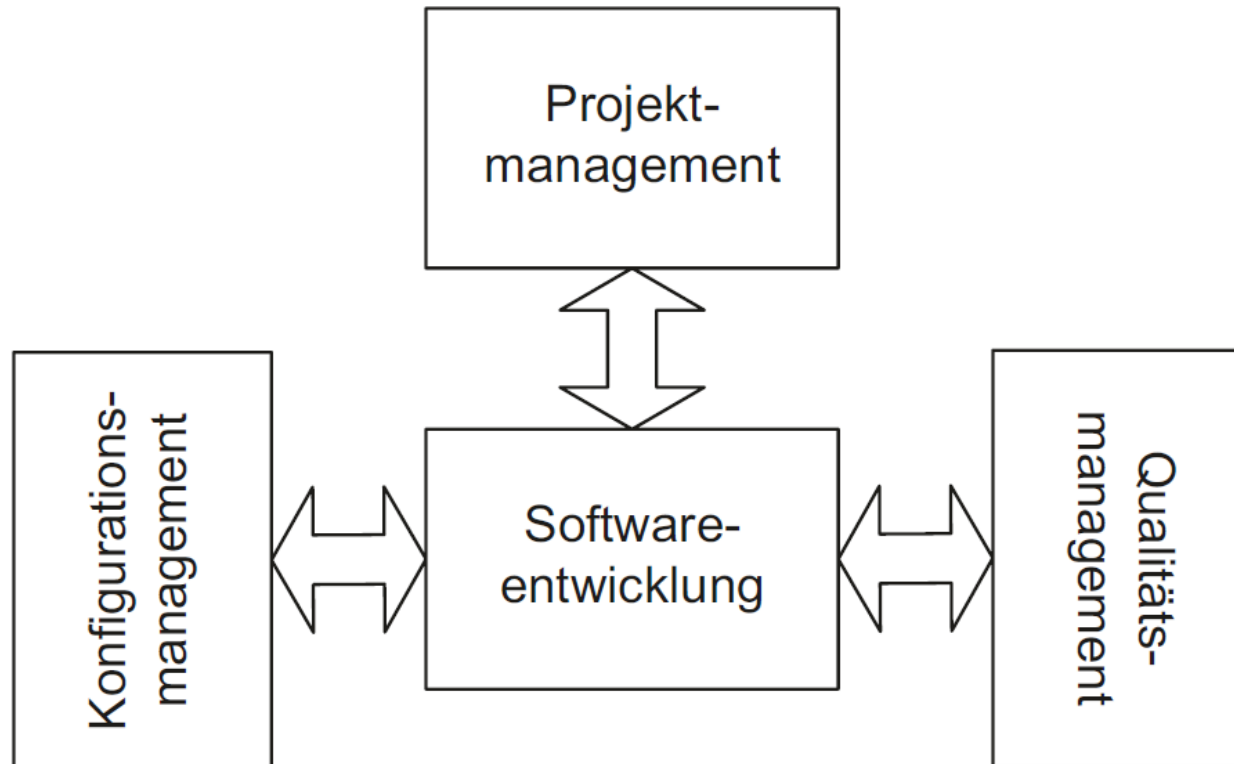 Projekt-
management
Konfigurations-
management
Software-
entwicklung
Qualitäts-
management